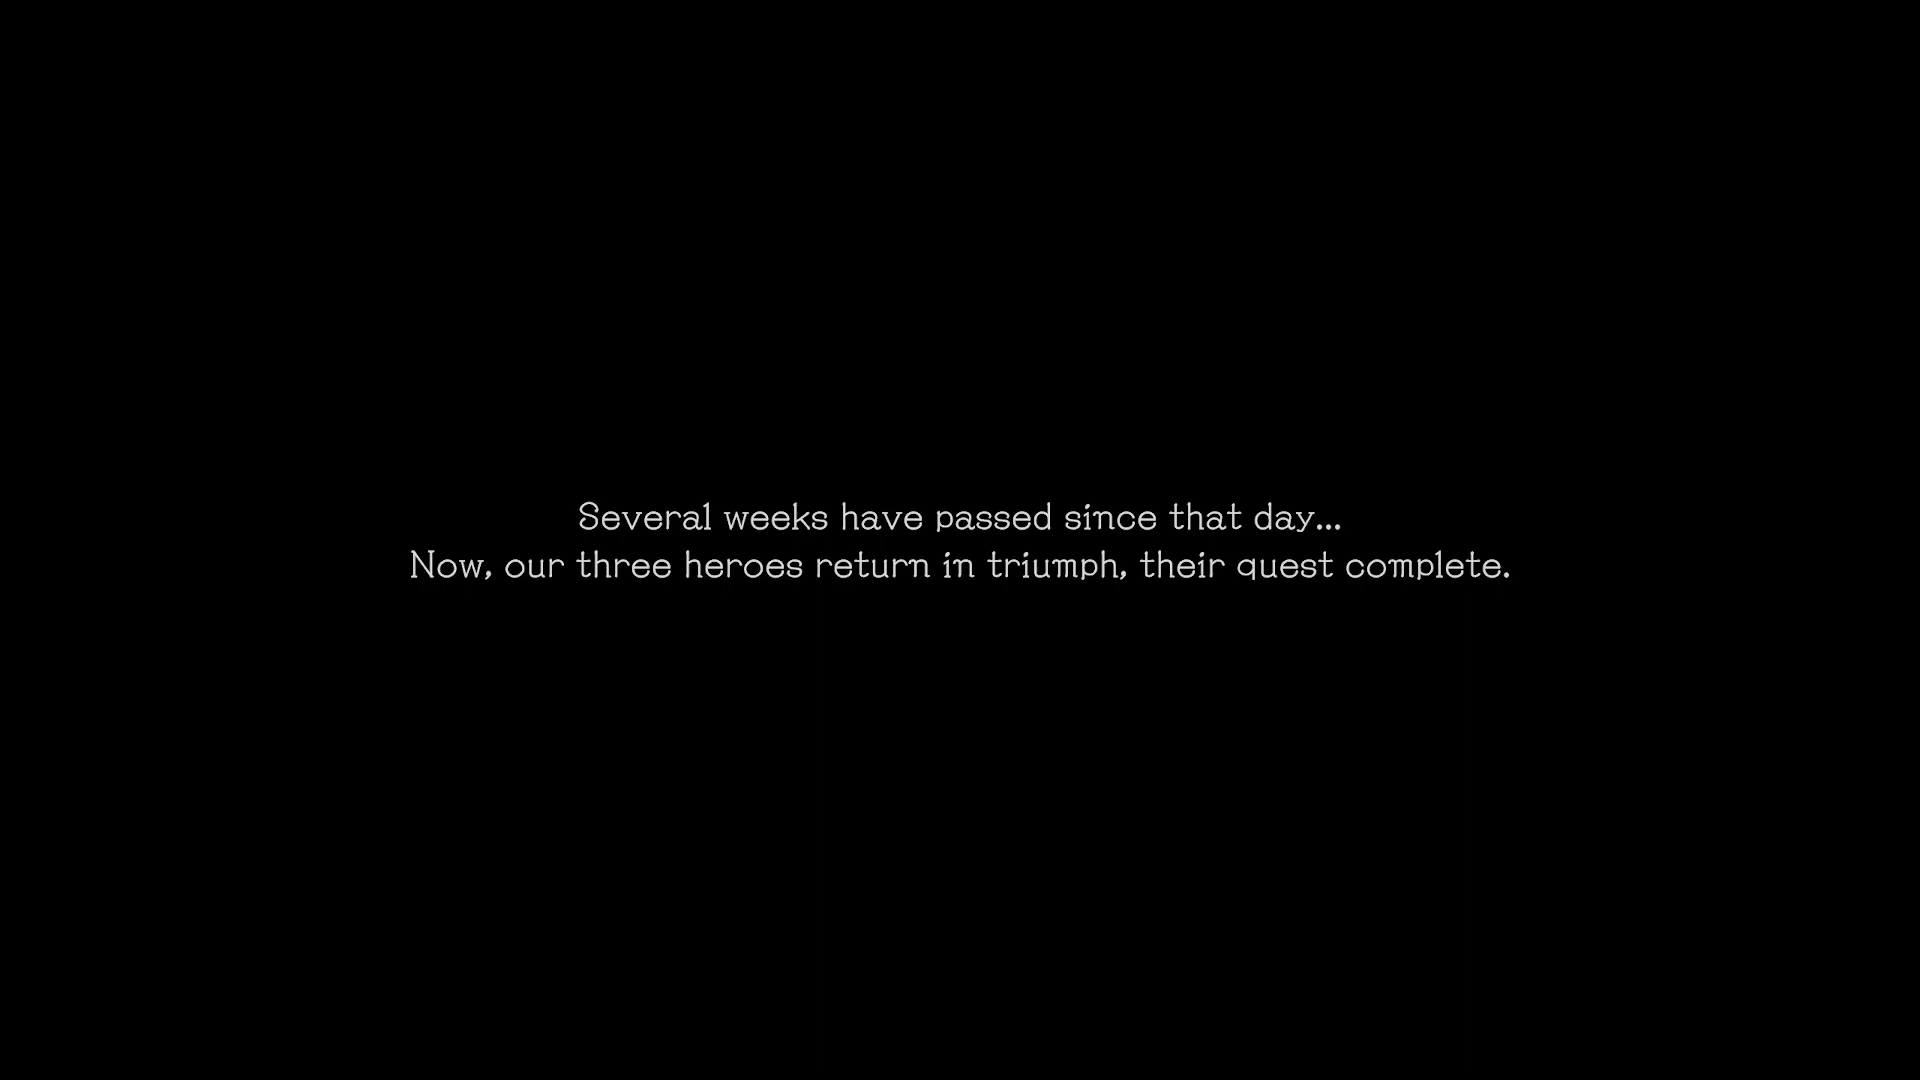 Several weeks have passed since that day...
Now, our three heroes return in triumph, their quest complete.